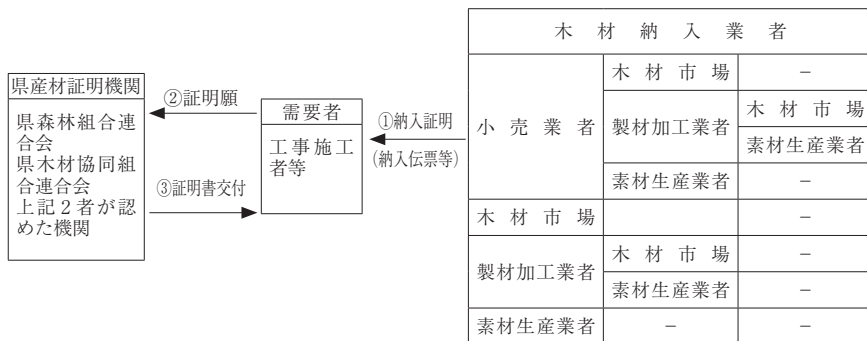 木材納入業者
県産材証明機関
県森林組合連
合会
県木材協同組
合連合会
上記2者が認
めた機関
②証明願
③証明書交付
需要者
工事施工
者等
①納入証明
(納入伝票等)
小売業者 木材市場 −
製材加工業者 木材市場
素材生産業者
素材生産業者 −
木材市場 −
製材加工業者 木材市場 −
素材生産業者 −
素材生産業者 − −